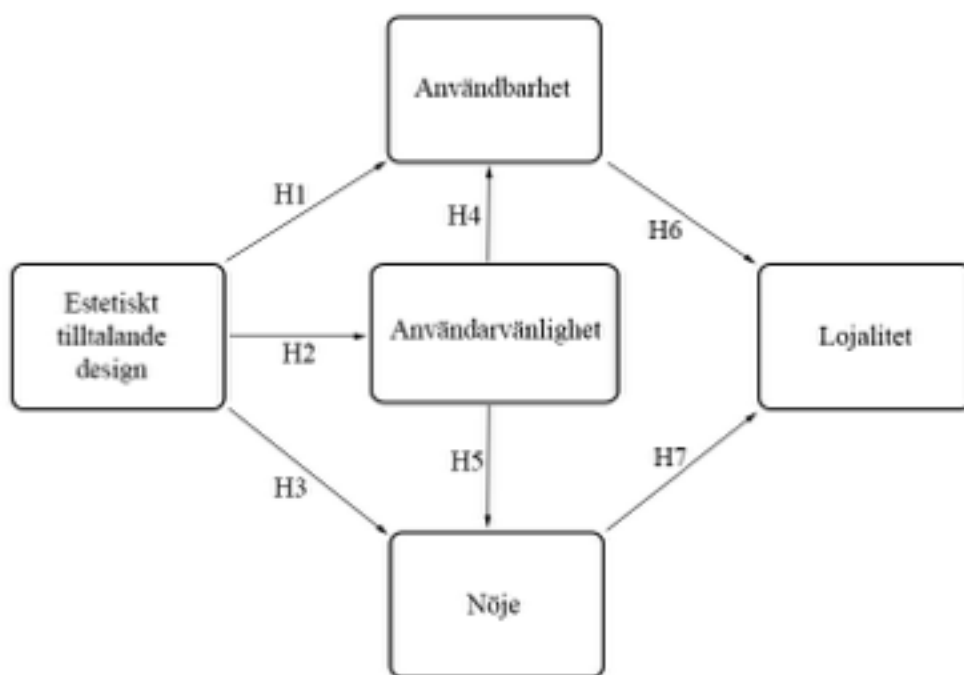 Användbarhet
H1
H4
H6
Estetiskt
tilltalande
design
H2
Användarvänlighet
Lojalitet
H3
H5
H7
Nöje